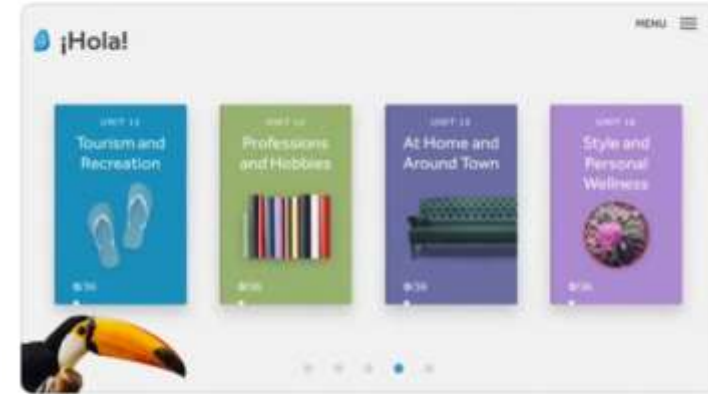 ¡Hola!
MENU
Tourism and
Recreation
Professions
and Hobbies
At Home and
Around Town
Style and
Personal
Wellness